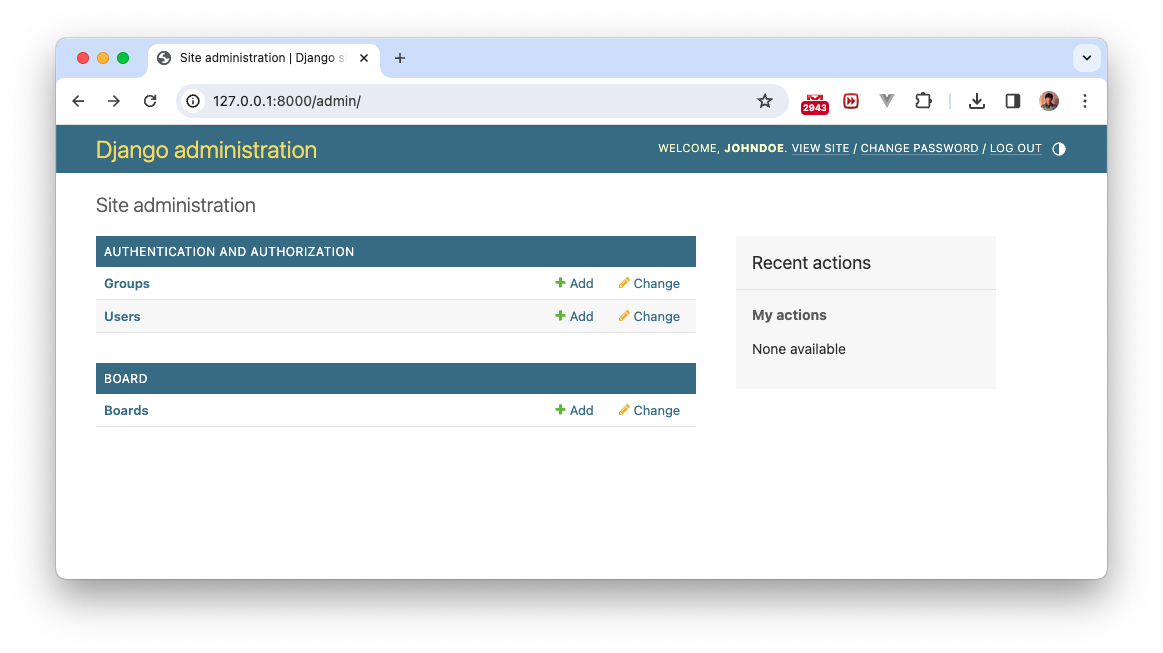 Site administration | Django s
127.0.0.1:8000/admin/
2943
Django administration
WELCOME, JOHNDOE. VIEW SITE / CHANGE PASSWORD / LOG OUT
Site administration
AUTHENTICATION AND AUTHORIZATION
Groups Add Change
Users Add Change
BOARD
Boards Add Change
Recent actions
My actions
None available